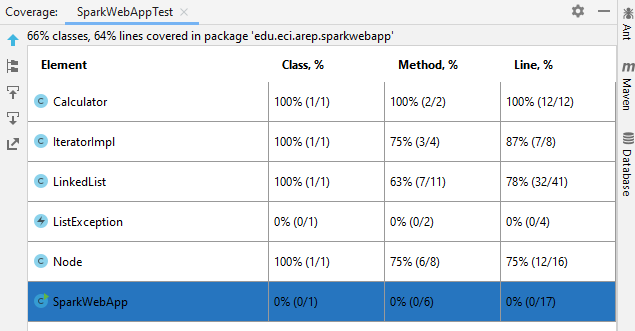 Coverage: SparkWebAppTest
66% classes, 64% lines covered in package 'edu.eci.arep.sparkwebapp'
Element Class, % Method, % Line, %
Calculator 100% (1/1) 100% (2/2) 100% (12/12)
IteratorImpl 100% (1/1) 75% (3/4) 87% (7/8)
LinkedList 100% (1/1) 63% (7/11) 78% (32/41)
ListException 0% (0/1) 0% (0/2) 0% (0/4)
Node 100% (1/1) 75% (6/8) 75% (12/16)
SparkWebApp 0% (0/1) 0% (0/6) 0% (0/17)
Ant
Maven
Database